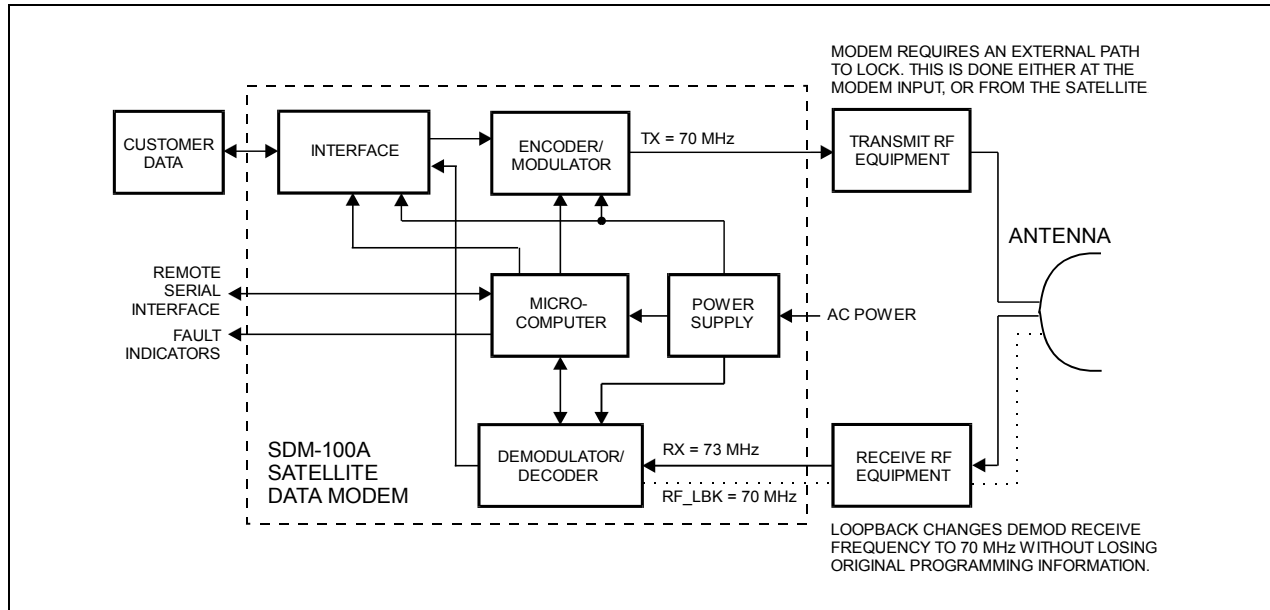 MODEM REQUIRES AN EXTERNAL PATH
TO LOCK. THIS IS DONE EITHER AT THE
MODEM INPUT, OR FROM THE SATELLITE
CUSTOMER
DATA
INTERFACE
ENCODER/
MODULATOR
TX = 70 MHz
TRANSMIT RF
EQUIPMENT
ANTENNA
REMOTE
SERIAL
INTERFACE
FAULT
INDICATORS
MICRO-
COMPUTER
POWER
SUPPLY
AC POWER
SDM-100A
SATELLITE
DATA MODEM
DEMODULATOR/
DECODER
RX = 73 MHz
RF_LBK = 70 MHz
RECEIVE RF
EQUIPMENT
LOOPBACK CHANGES DEMOD RECEIVE
FREQUENCY TO 70 MHz WITHOUT LOSING
ORIGINAL PROGRAMMING INFORMATION.